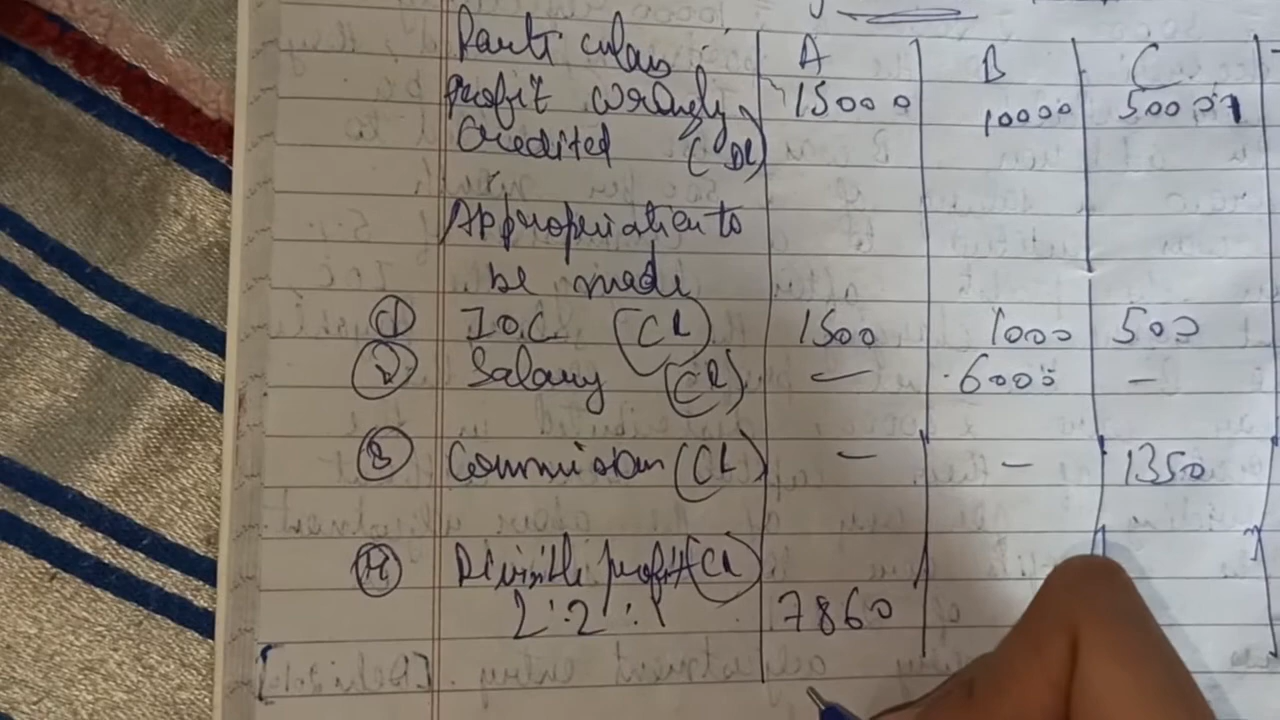 Particulars A B C
Profit wrongly 15000 10000 5000
Credited (DR)
Appropriation to
be made
① IOC (CR) 1500 1000 500
② Salary (CR) — 6000 —
③ Commission (CR) — — 1350
④ Divisible profit (CR)
2:2:1 7860